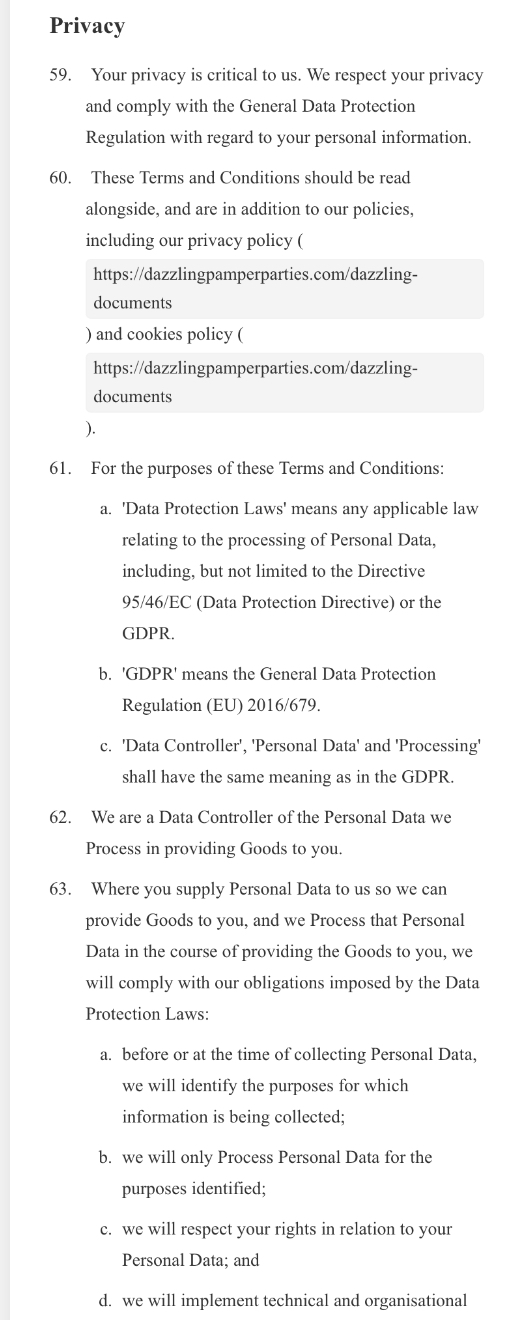 Privacy
59. Your privacy is critical to us. We respect your privacy
and comply with the General Data Protection
Regulation with regard to your personal information.
60. These Terms and Conditions should be read
alongside, and are in addition to our policies,
including our privacy policy (
https://dazzlingpamperparties.com/dazzling-
documents
) and cookies policy (
https://dazzlingpamperparties.com/dazzling-
documents
).
61. For the purposes of these Terms and Conditions:
a. 'Data Protection Laws' means any applicable law
relating to the processing of Personal Data,
including, but not limited to the Directive
95/46/EC (Data Protection Directive) or the
GDPR.
b. 'GDPR' means the General Data Protection
Regulation (EU) 2016/679.
c. 'Data Controller', 'Personal Data' and 'Processing'
shall have the same meaning as in the GDPR.
62. We are a Data Controller of the Personal Data we
Process in providing Goods to you.
63. Where you supply Personal Data to us so we can
provide Goods to you, and we Process that Personal
Data in the course of providing the Goods to you, we
will comply with our obligations imposed by the Data
Protection Laws:
a. before or at the time of collecting Personal Data,
we will identify the purposes for which
information is being collected;
b. we will only Process Personal Data for the
purposes identified;
c. we will respect your rights in relation to your
Personal Data; and
d. we will implement technical and organisational